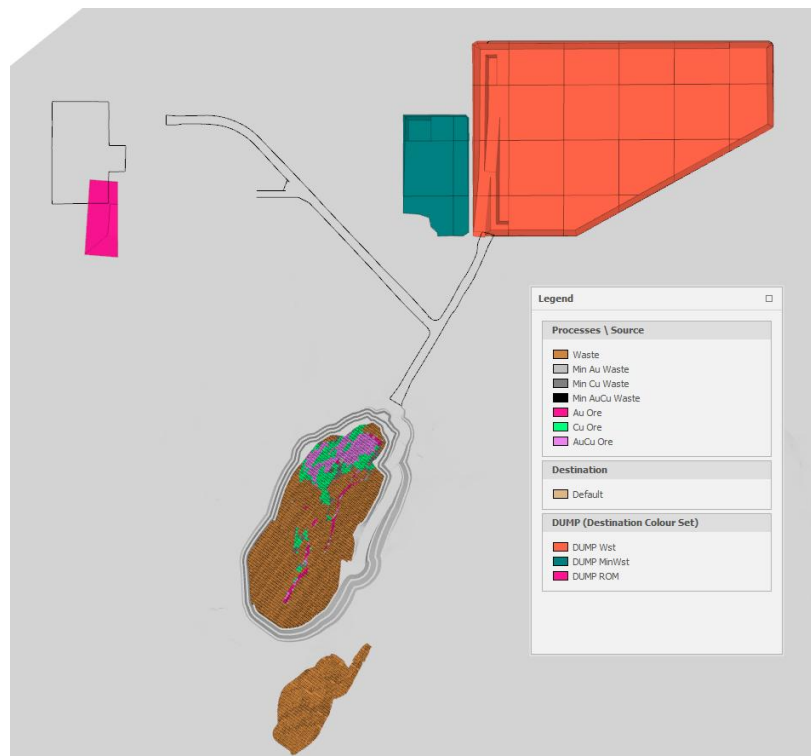 Legend
Processes \ Source
Waste
Min Au Waste
Min Cu Waste
Min AuCu Waste
Au Ore
Cu Ore
AuCu Ore
Destination
Default
DUMP (Destination Colour Set)
DUMP Wst
DUMP MinWst
DUMP ROM